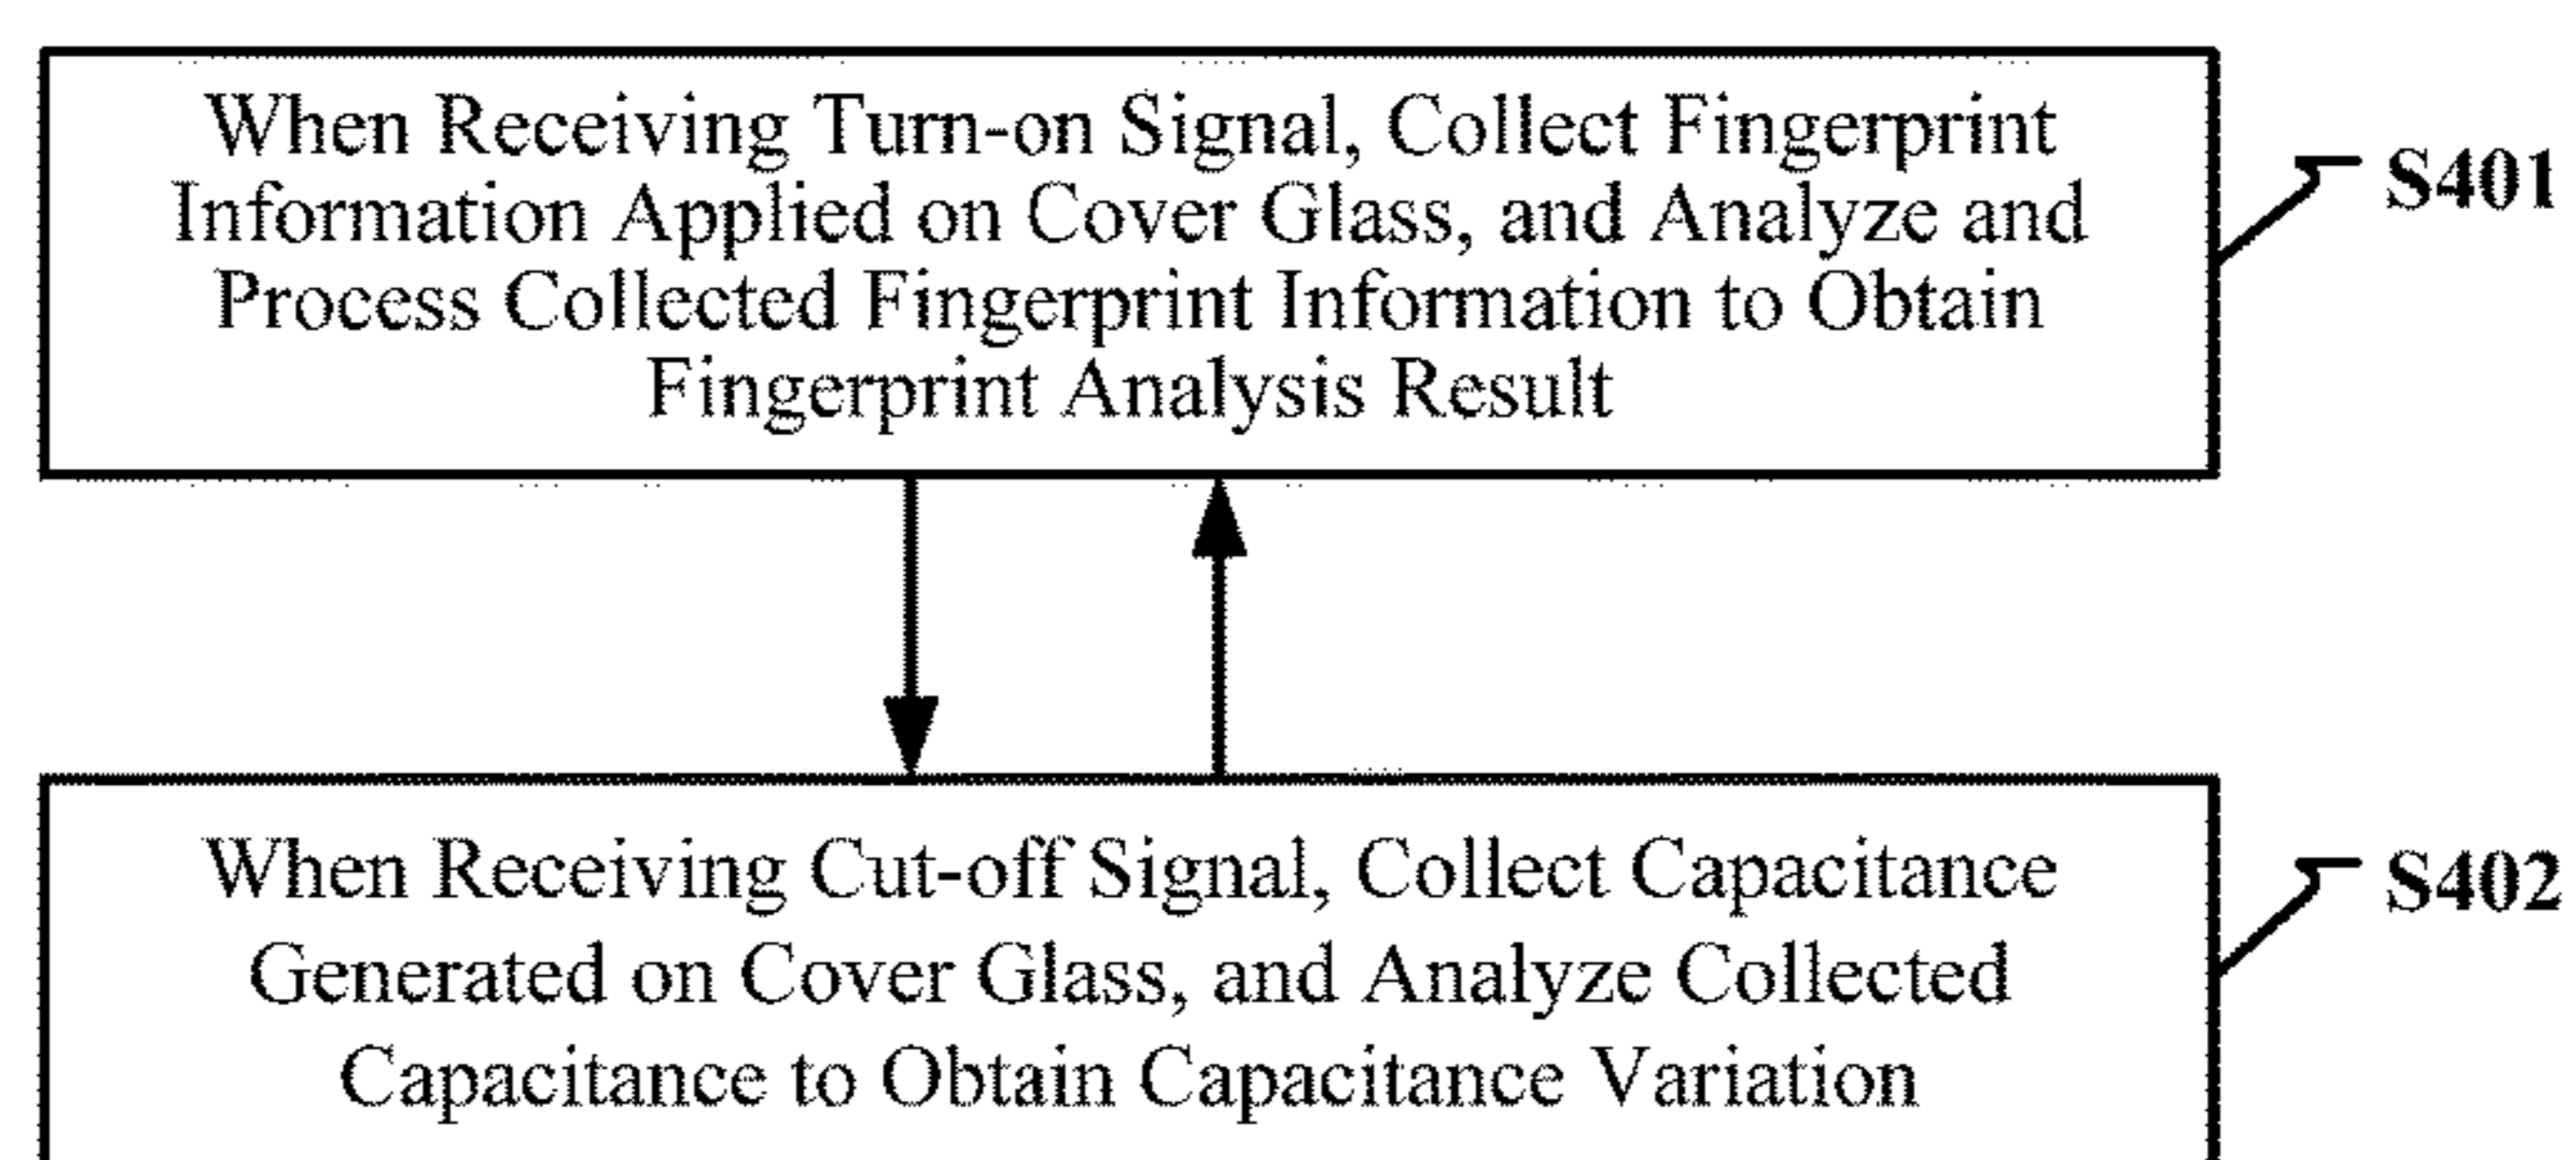 When Receiving Turn-on Signal, Collect Fingerprint
Information Applied on Cover Glass, and Analyze and
Process Collected Fingerprint Information to Obtain
Fingerprint Analysis Result
S401
When Receiving Cut-off Signal, Collect Capacitance
Generated on Cover Glass, and Analyze Collected
Capacitance to Obtain Capacitance Variation
S402